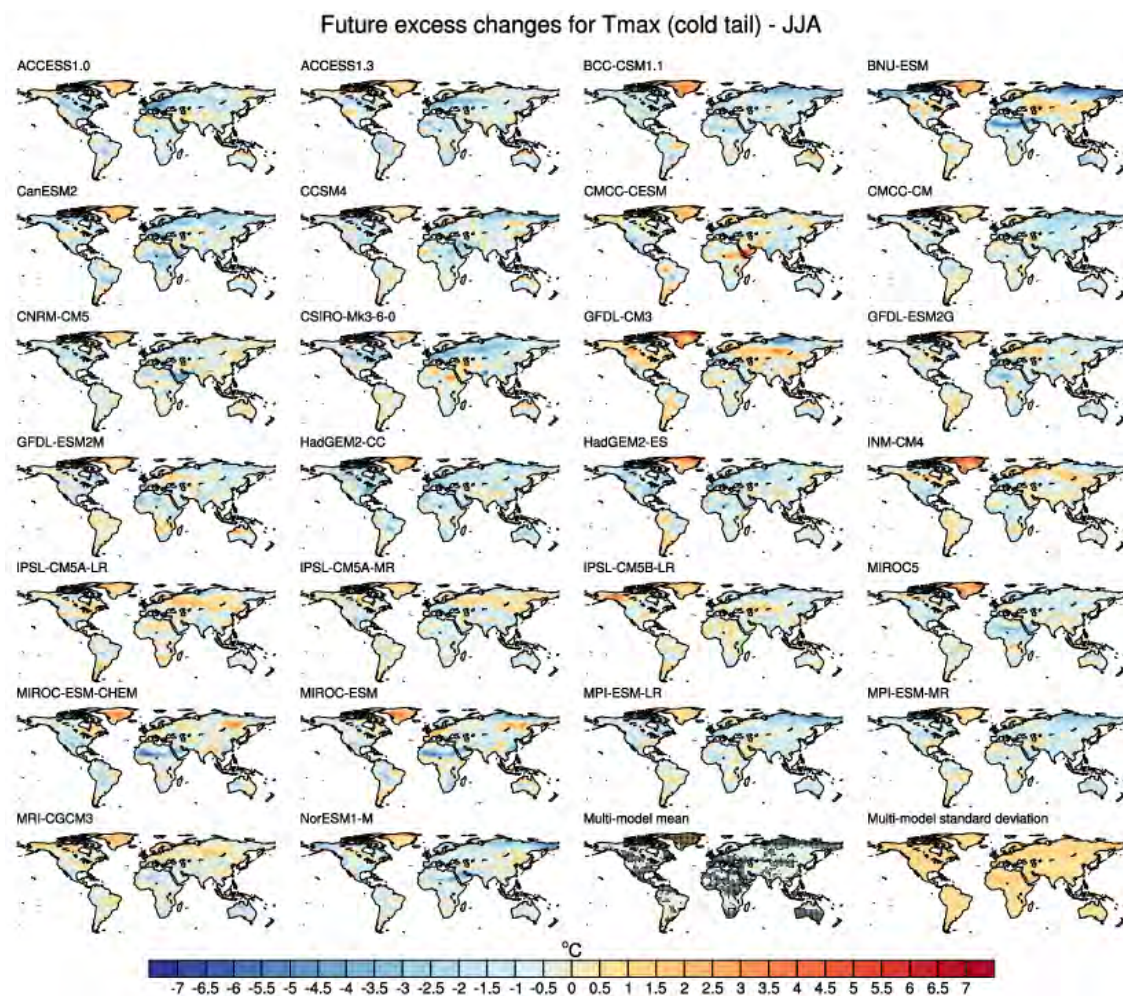 Future excess changes for Tmax (cold tail) - JJA
ACCESS1.0 ACCESS1.3 BCC-CSM1.1 BNU-ESM
CanESM2 CCSM4 CMCC-CESM CMCC-CM
CNRM-CM5 CSIRO-Mk3-6-0 GFDL-CM3 GFDL-ESM2G
GFDL-ESM2M HadGEM2-CC HadGEM2-ES INM-CM4
IPSL-CM5A-LR IPSL-CM5A-MR IPSL-CM5B-LR MIROC5
MIROC-ESM-CHEM MIROC-ESM MPI-ESM-LR MPI-ESM-MR
MRI-CGCM3 NorESM1-M Multi-model mean Multi-model standard deviation
°C
-7 -6.5 -6 -5.5 -5 -4.5 -4 -3.5 -3 -2.5 -2 -1.5 -1 -0.5 0 0.5 1 1.5 2 2.5 3 3.5 4 4.5 5 5.5 6 6.5 7